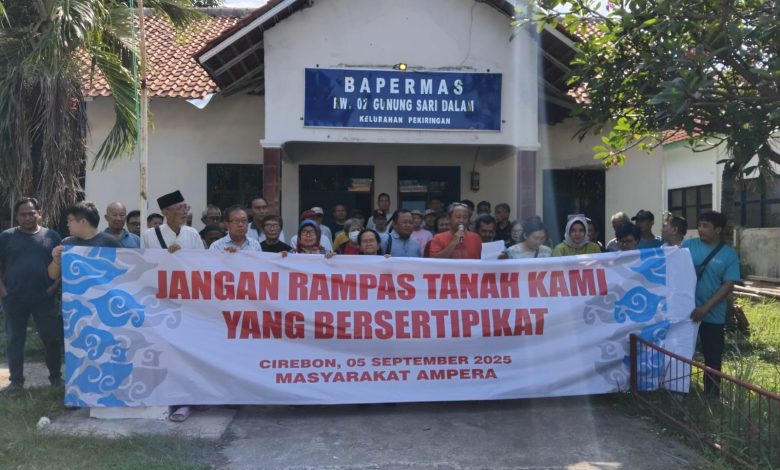 BAPERMAS
RW. 02 GUNUNG SARI DALAM
KELURAHAN PEKIRINGAN
JANGAN RAMPAS TANAH KAMI
YANG BERSERTIPIKAT
CIREBON, 05 SEPTEMBER 2025
MASYARAKAT AMPERA